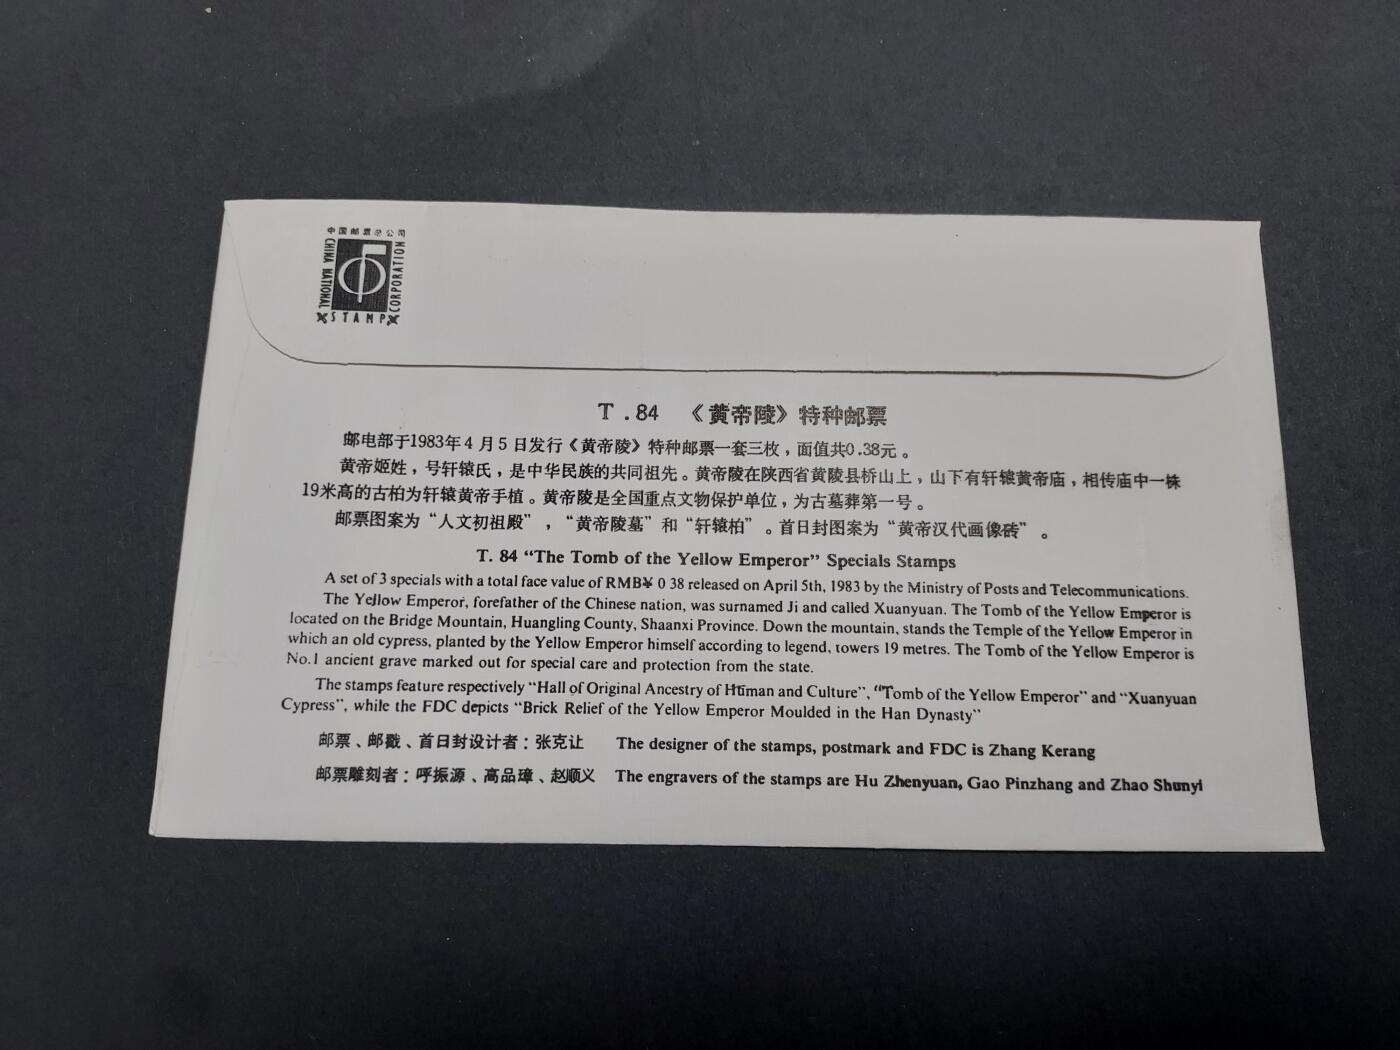 中国邮票总公司
CHINA NATIONAL
STAMP
CORPORATION
T.84 《黄帝陵》特种邮票
邮电部于1983年4月5日发行《黄帝陵》特种邮票一套三枚，面值共0.38元。
黄帝姬姓，号轩辕氏，是中华民族的共同祖先。黄帝陵在陕西省黄陵县桥山上，山下有轩辕黄帝庙，相传庙中一株
19米高的古柏为轩辕黄帝手植。黄帝陵是全国重点文物保护单位，为古墓葬第一号。
邮票图案为“人文初祖殿”，“黄帝陵墓”和“轩辕柏”。首日封图案为“黄帝汉代画像砖”。
T. 84 “The Tomb of the Yellow Emperor” Specials Stamps
A set of 3 specials with a total face value of RMB¥ 0 38 released on April 5th, 1983 by the Ministry of Posts and Telecommunications.
The Yellow Emperor, forefather of the Chinese nation, was surnamed Ji and called Xuanyuan. The Tomb of the Yellow Emperor is
located on the Bridge Mountain, Huangling County, Shaanxi Province. Down the mountain, stands the Temple of the Yellow Emperor in
which an old cypress, planted by the Yellow Emperor himself according to legend, towers 19 metres. The Tomb of the Yellow Emperor is
No.1 ancient grave marked out for special care and protection from the state.
The stamps feature respectively “Hall of Original Ancestry of Human and Culture”, “Tomb of the Yellow Emperor” and “Xuanyuan
Cypress”, while the FDC depicts “Brick Relief of the Yellow Emperor Moulded in the Han Dynasty”
邮票、邮戳、首日封设计者：张克让 The designer of the stamps, postmark and FDC is Zhang Kerang
邮票雕刻者：呼振源、高品璋、赵顺义 The engravers of the stamps are Hu Zhenyuan, Gao Pinzhang and Zhao Shunyi